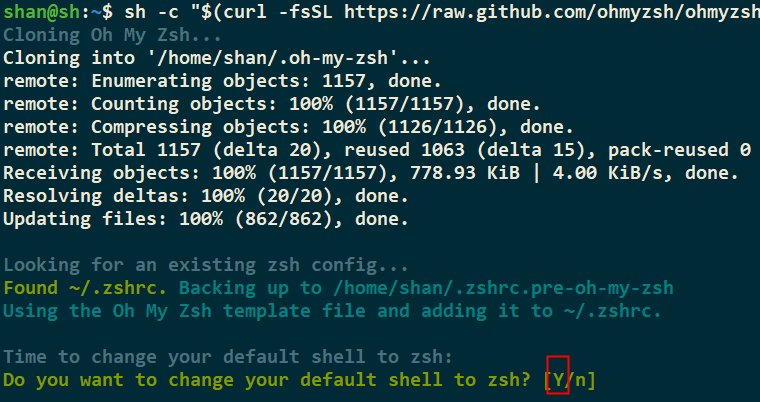 shan@sh:~$ sh -c "$(curl -fsSL https://raw.github.com/ohmyzsh/ohmyzsh
Cloning Oh My Zsh...
Cloning into '/home/shan/.oh-my-zsh'...
remote: Enumerating objects: 1157, done.
remote: Counting objects: 100% (1157/1157), done.
remote: Compressing objects: 100% (1126/1126), done.
remote: Total 1157 (delta 20), reused 1063 (delta 15), pack-reused 0
Receiving objects: 100% (1157/1157), 778.93 KiB | 4.00 KiB/s, done.
Resolving deltas: 100% (20/20), done.
Updating files: 100% (862/862), done.
Looking for an existing zsh config...
Found ~/.zshrc. Backing up to /home/shan/.zshrc.pre-oh-my-zsh
Using the Oh My Zsh template file and adding it to ~/.zshrc.
Time to change your default shell to zsh:
Do you want to change your default shell to zsh? [Y/n]